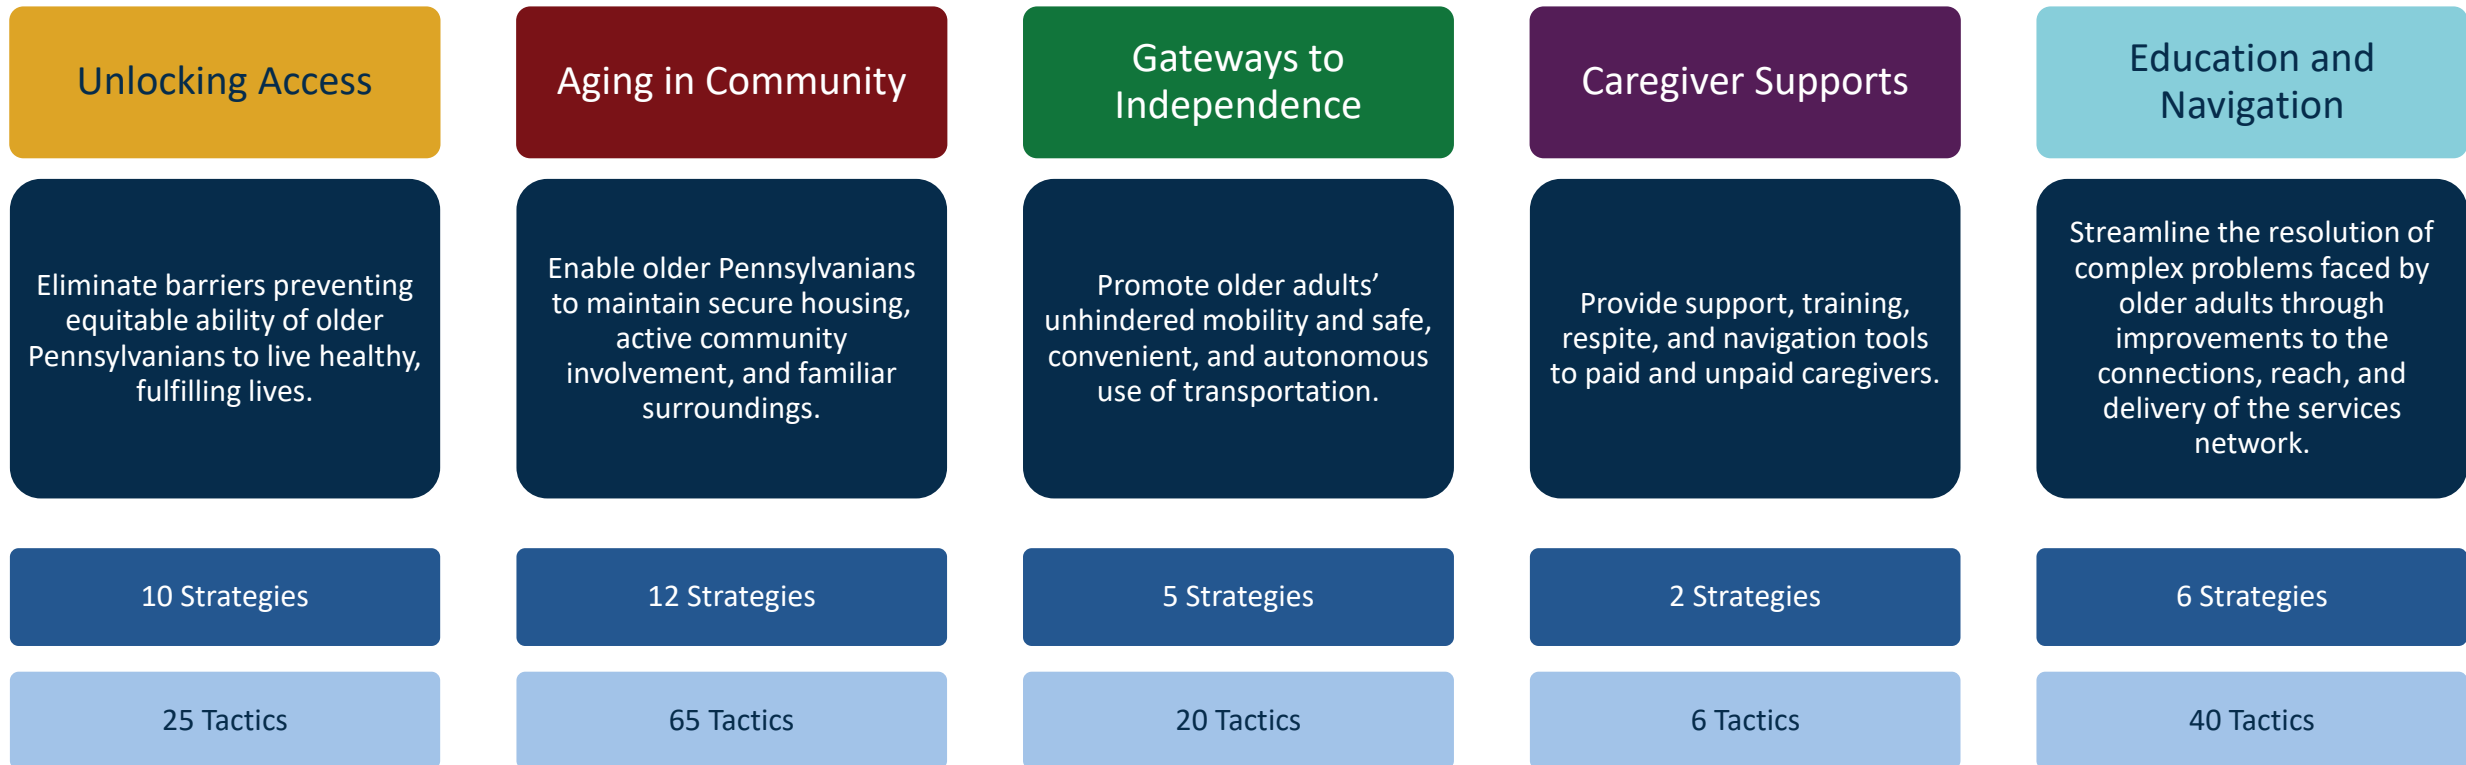 Unlocking Access
Eliminate barriers preventing
equitable ability of older
Pennsylvanians to live healthy,
fulfilling lives.
10 Strategies
25 Tactics
Aging in Community
Enable older Pennsylvanians
to maintain secure housing,
active community
involvement, and familiar
surroundings.
12 Strategies
65 Tactics
Gateways to
Independence
Promote older adults’
unhindered mobility and safe,
convenient, and autonomous
use of transportation.
5 Strategies
20 Tactics
Caregiver Supports
Provide support, training,
respite, and navigation tools
to paid and unpaid caregivers.
2 Strategies
6 Tactics
Education and
Navigation
Streamline the resolution of
complex problems faced by
older adults through
improvements to the
connections, reach, and
delivery of the services
network.
6 Strategies
40 Tactics